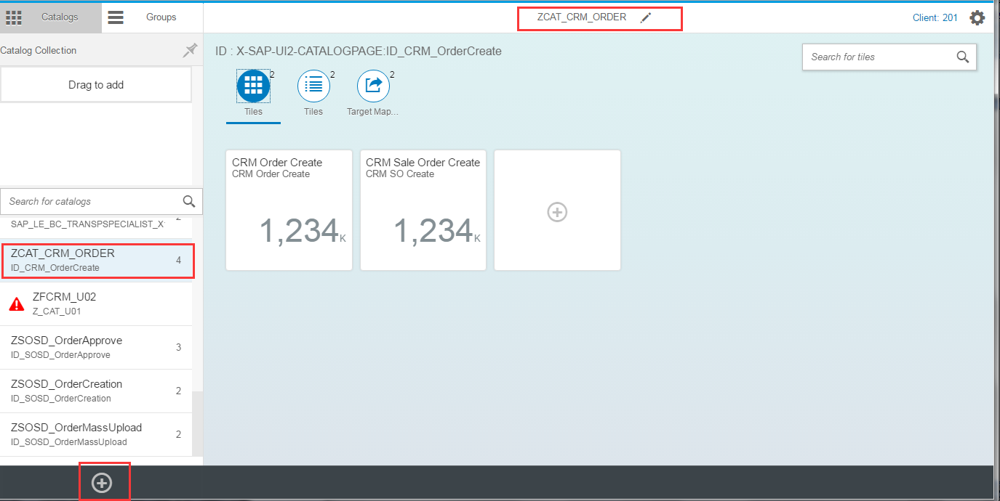 Catalogs
Groups
ZCAT_CRM_ORDER
Client: 201
Catalog Collection
Drag to add
Search for catalogs
2
SAP_LE_BC_TRANSPSPECIALIST_X
ZCAT_CRM_ORDER
4
ID_CRM_OrderCreate
ZFCRM_U02
Z_CAT_U01
ZSOSD_OrderApprove
3
ID_SOSD_OrderApprove
ZSOSD_OrderCreation
2
ID_SOSD_OrderCreation
ZSOSD_OrderMassUpload
2
ID_SOSD_OrderMassUpload
ID : X-SAP-UI2-CATALOGPAGE:ID_CRM_OrderCreate
Search for tiles
2
Tiles
2
Tiles
2
Target Map...
CRM Order Create
CRM Order Create
1,234K
CRM Sale Order Create
CRM SO Create
1,234K